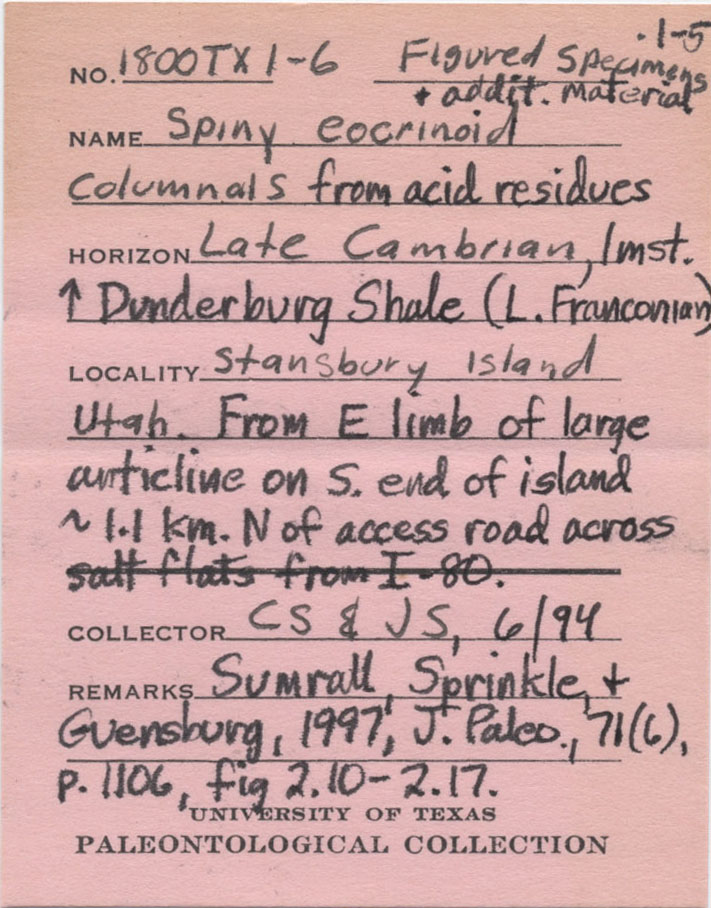 .1-5
NO. 1800TX1-6 Figured Specimens
+ addit. material
NAME Spiny eocrinoid
columnals from acid residues
HORIZON Late Cambrian, lmst.
↑ Dunderburg Shale (L. Franconian)
LOCALITY Stansbury Island
Utah. From E limb of large
anticline on S. end of island
~ 1.1 km. N of access road across
salt flats from I-80.
COLLECTOR CS & JS, 6/94
REMARKS Sumrall, Sprinkle, +
Guensburg, 1997, J. Paleo., 71(6),
p. 1106, fig 2.10-2.17.
UNIVERSITY OF TEXAS
PALEONTOLOGICAL COLLECTION